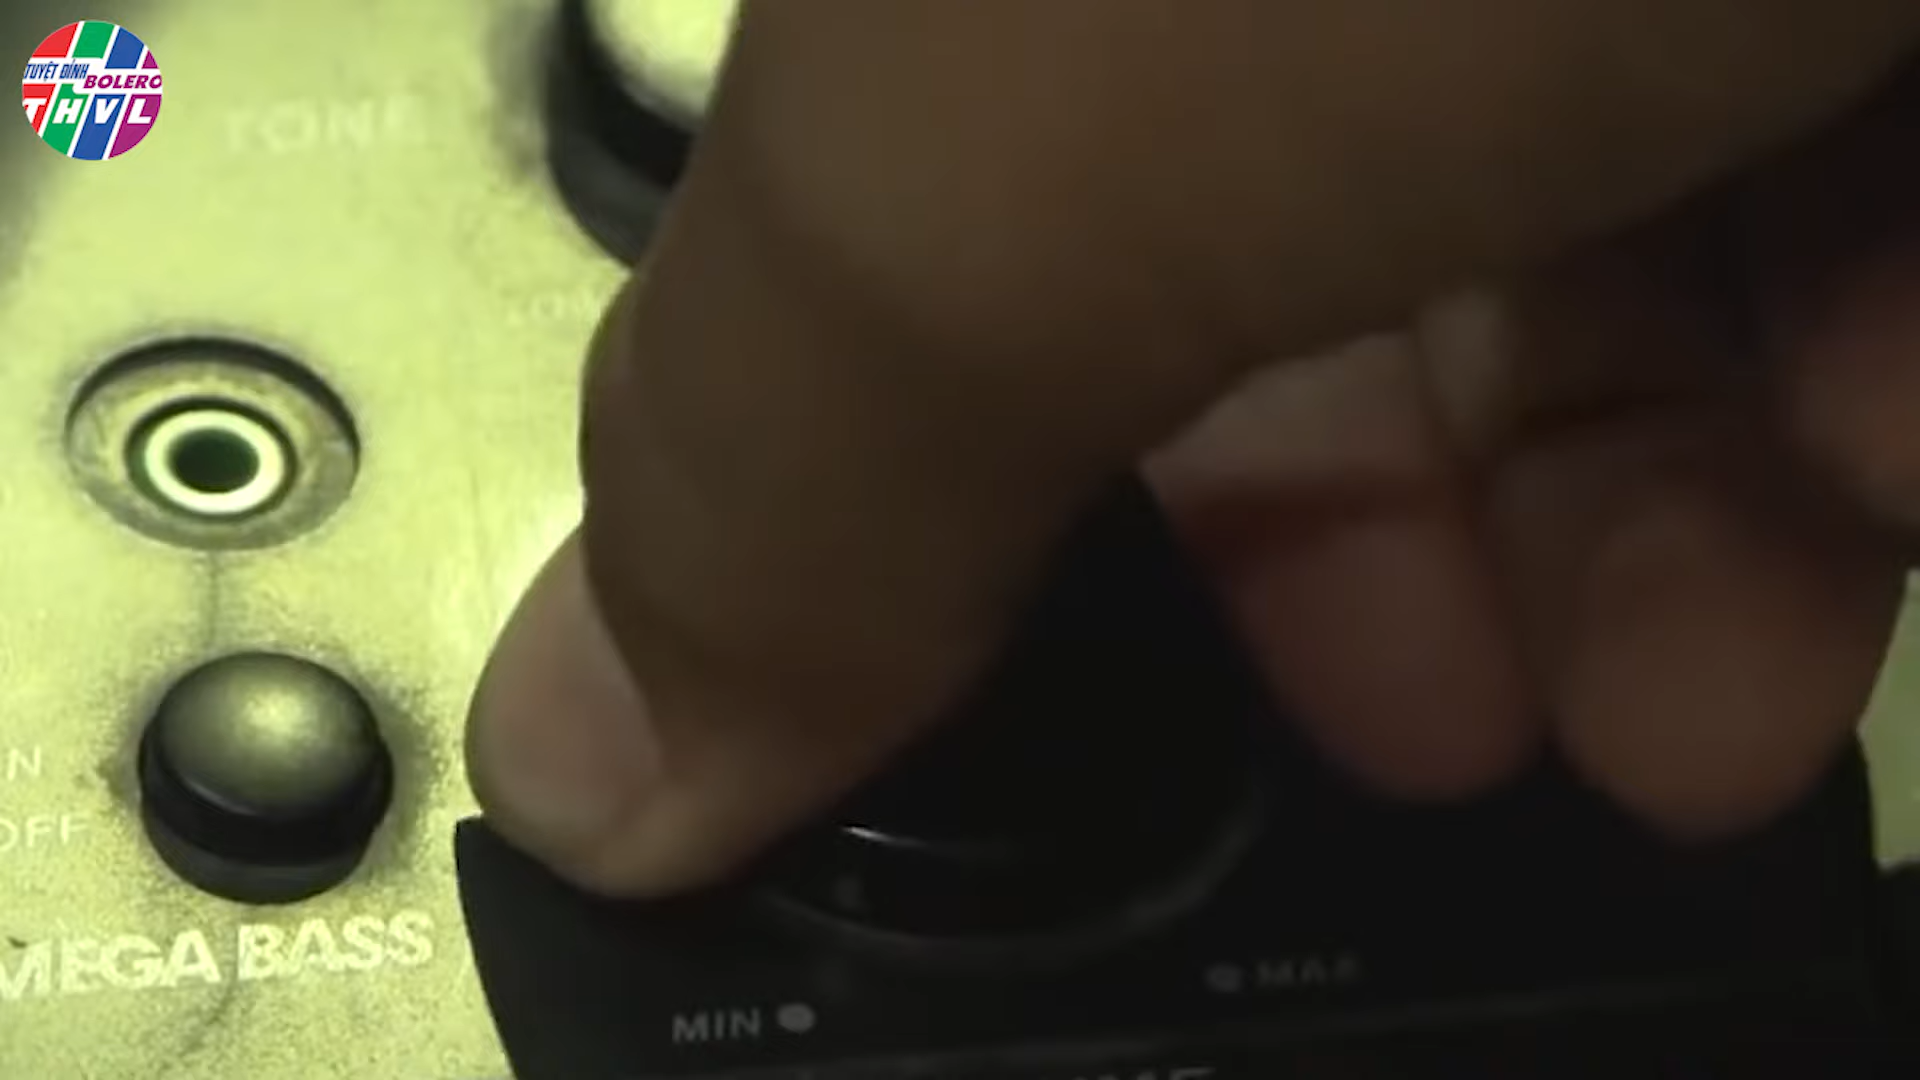 TUYỆT ĐỈNH
BOLERO
THVL
TONE
N
OFF
MEGA BASS
MIN
MAX